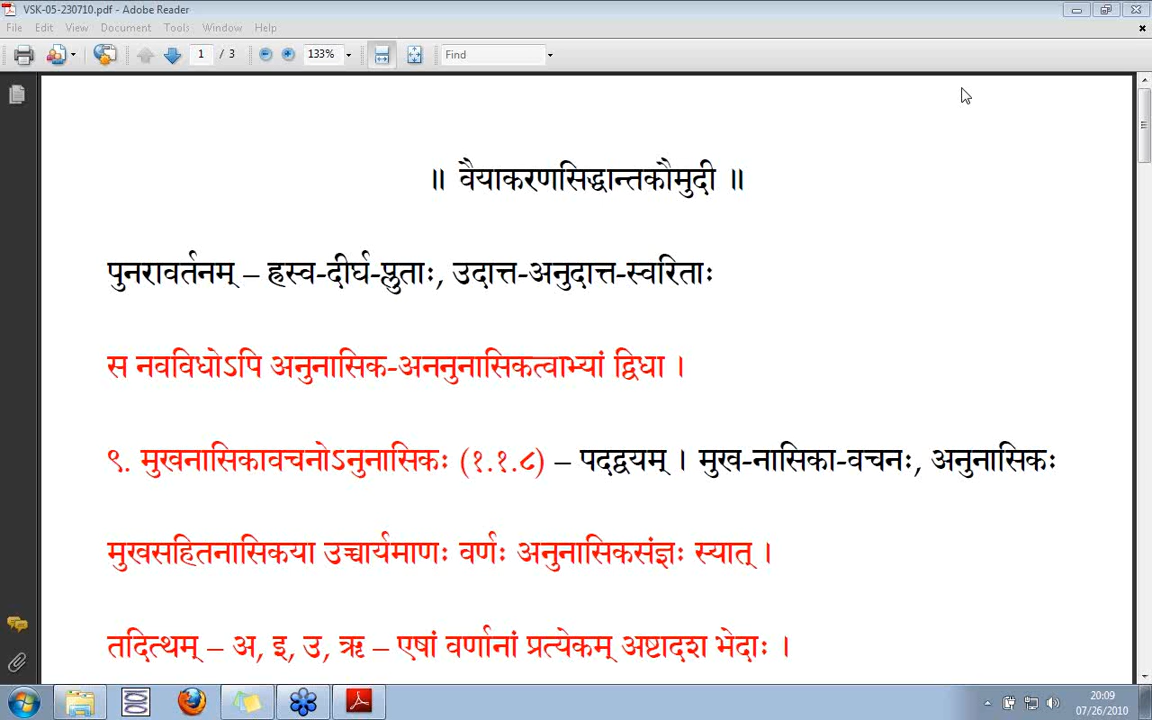 VSK-05-230710.pdf - Adobe Reader
File Edit View Document Tools Window Help
1 / 3 133% Find
॥ वैयाकरणसिद्धान्तकौमुदी ॥
पुनरावर्तनम् – ह्रस्व-दीर्घ-प्लुताः, उदात्त-अनुदात्त-स्वरिताः
स नवविधोऽपि अनुनासिक-अननुनासिकत्वाभ्यां द्विधा ।
९. मुखनासिकावचनोऽनुनासिकः (१.१.८) – पदद्वयम् । मुख-नासिका-वचनः, अनुनासिकः
मुखसहितनासिकया उच्चार्यमाणः वर्णः अनुनासिकसंज्ञः स्यात् ।
तदित्थम् – अ, इ, उ, ऋ – एषां वर्णानां प्रत्येकम् अष्टादश भेदाः ।
20:09
07/26/2010